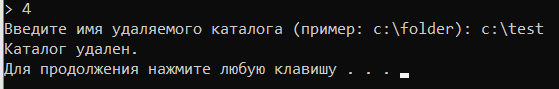 > 4
Введите имя удаляемого каталога (пример: c:\folder): c:\test
Каталог удален.
Для продолжения нажмите любую клавишу . . .